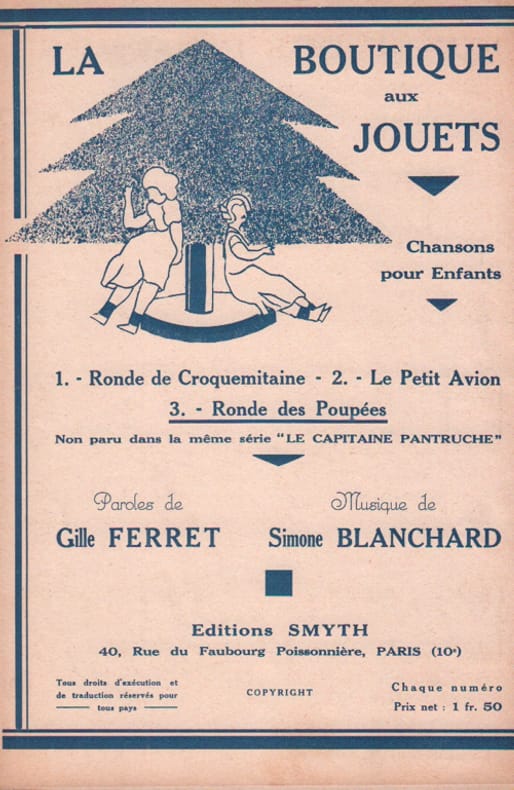 LA BOUTIQUE
aux
JOUETS
Chansons
pour Enfants
1. - Ronde de Croquemitaine - 2. - Le Petit Avion
3. - Ronde des Poupées
Non paru dans la même série "LE CAPITAINE PANTRUCHE"
Paroles de
Gille FERRET
Musique de
Simone BLANCHARD
Editions SMYTH
40, Rue du Faubourg Poissonnière, PARIS (10e)
Tous droits d'exécution et
de traduction réservés pour
tous pays
COPYRIGHT
Chaque numéro
Prix net : 1 fr. 50